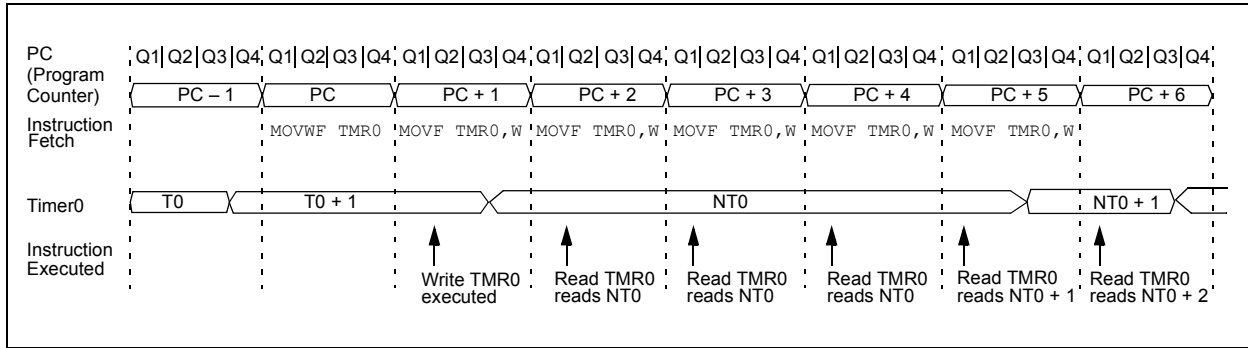 PC
(Program
Counter)
Q1 Q2 Q3 Q4 Q1 Q2 Q3 Q4 Q1 Q2 Q3 Q4 Q1 Q2 Q3 Q4 Q1 Q2 Q3 Q4 Q1 Q2 Q3 Q4 Q1 Q2 Q3 Q4 Q1 Q2 Q3 Q4
PC – 1 PC PC + 1 PC + 2 PC + 3 PC + 4 PC + 5 PC + 6
Instruction
Fetch
MOVWF TMR0 MOVF TMR0,W MOVF TMR0,W MOVF TMR0,W MOVF TMR0,W MOVF TMR0,W
Timer0
T0 T0 + 1 NT0 NT0 + 1
Instruction
Executed
Write TMR0
executed
Read TMR0
reads NT0
Read TMR0
reads NT0
Read TMR0
reads NT0
Read TMR0
reads NT0 + 1
Read TMR0
reads NT0 + 2